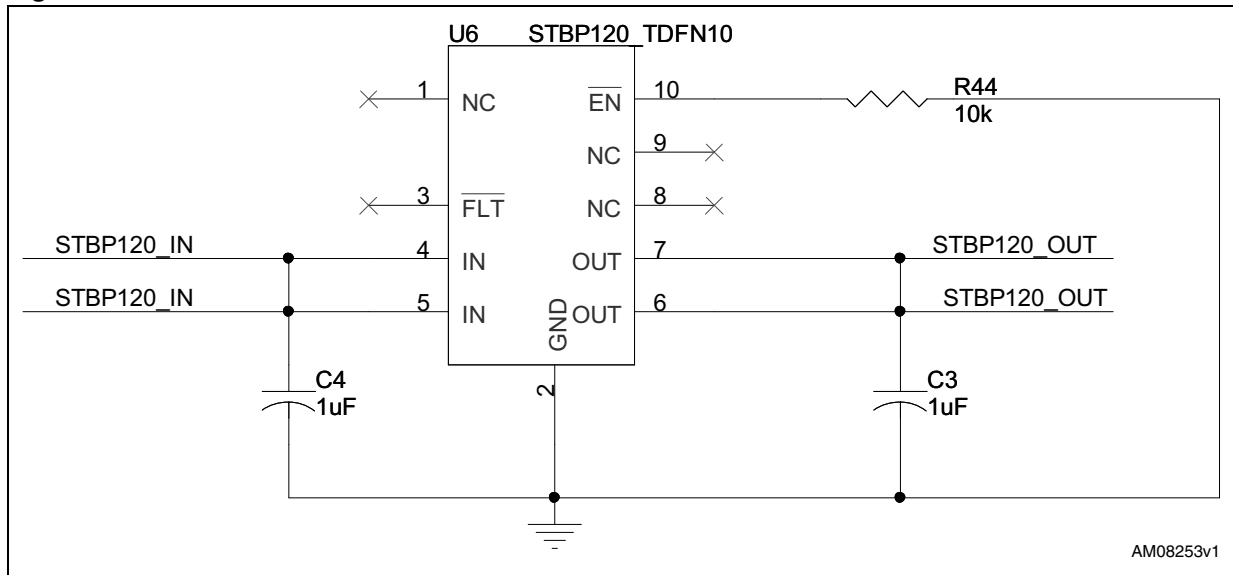 U6 STBP120_TDFN10
1 NC
EN 10
R44
10k
NC 9
3 FLT
NC 8
STBP120_IN 4 IN
OUT 7 STBP120_OUT
STBP120_IN 5 IN
OUT 6 STBP120_OUT
GND
2
C4
1uF
C3
1uF
AM08253v1